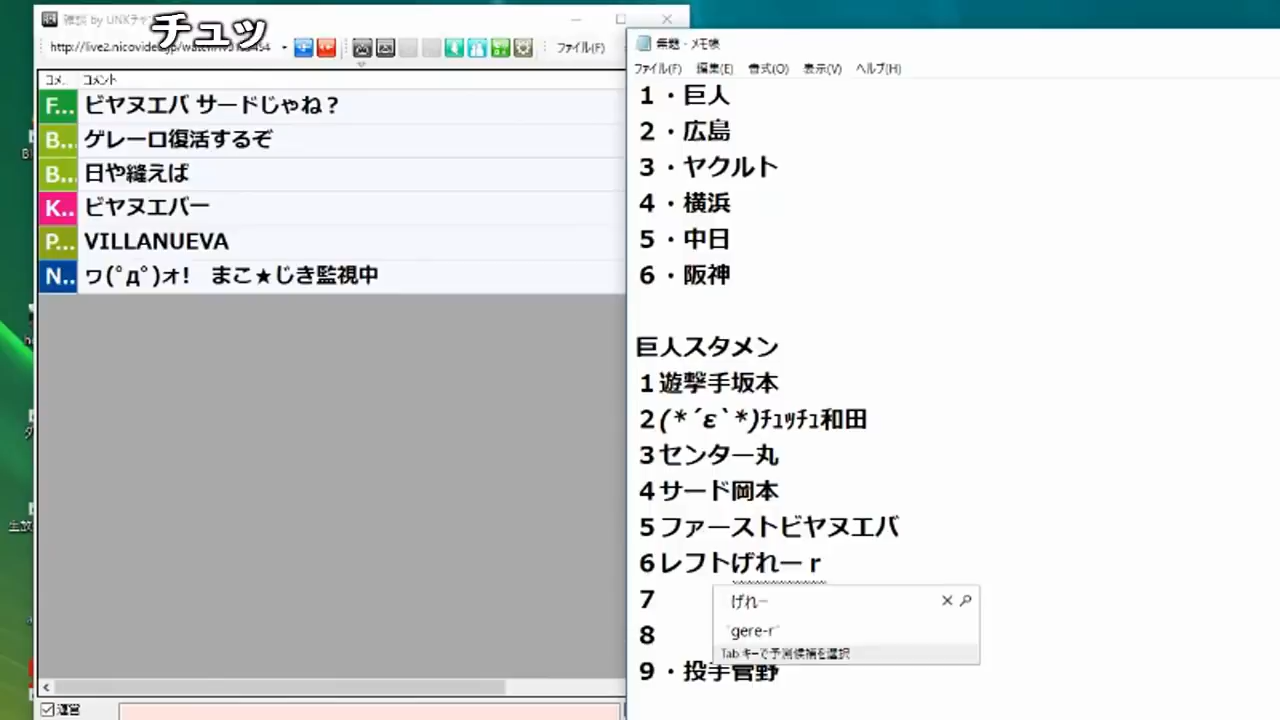 チュッ
ファイル(F)
コメ.. コメント
F... ビヤヌエバ サードじゃね？
B... ゲレーロ復活するぞ
B... 日や縫えば
K.. ビヤヌエバー
P... VILLANUEVA
N.. ヮ(ﾟдﾟ)ォ!　まこ★じき監視中
運営
無題 - メモ帳
ファイル(F) 編集(E) 書式(O) 表示(V) ヘルプ(H)
１・巨人
２・広島
３・ヤクルト
４・横浜
５・中日
６・阪神
巨人スタメン
１遊撃手坂本
２(*´ε`*)ﾁｭｯﾁｭ和田
３センター丸
４サード岡本
５ファーストビヤヌエバ
６レフトげれーｒ
７
８
９・投手菅野
げれー
"gere-r"
Tab キーで予測候補を選択